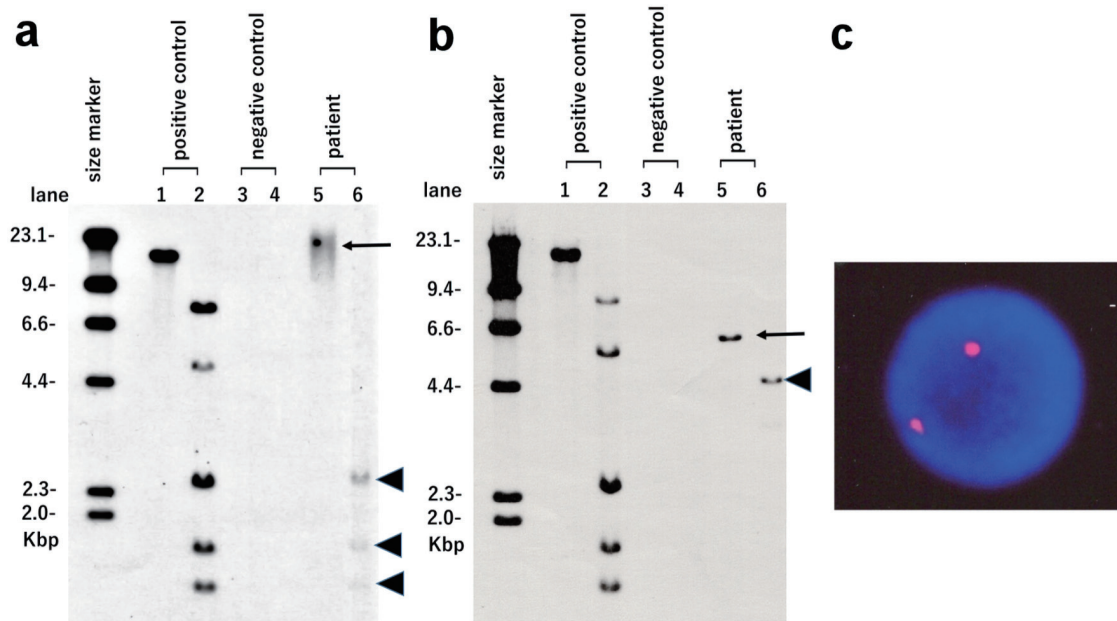 a
size marker
positive control
negative control
patient
lane 1 2 3 4 5 6
23.1-
9.4-
6.6-
4.4-
2.3-
2.0-
Kbp
b
size marker
positive control
negative control
patient
lane 1 2 3 4 5 6
23.1-
9.4-
6.6-
4.4-
2.3-
2.0-
Kbp
c